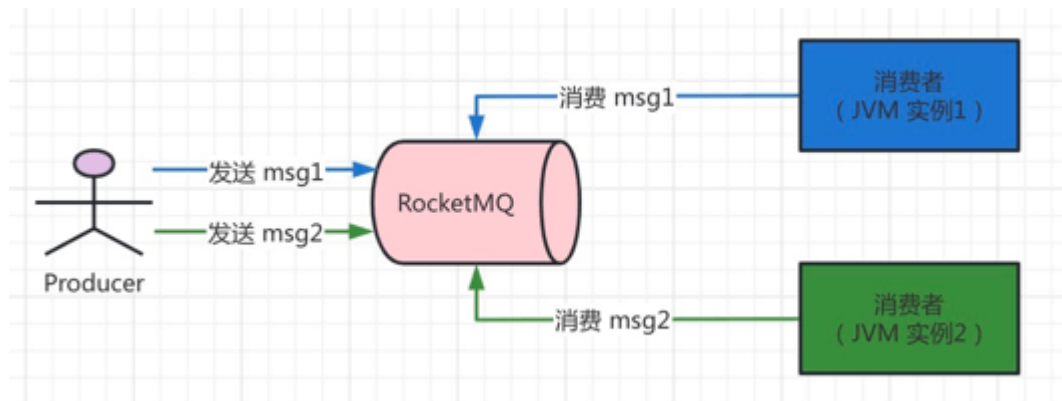 消费者
（ JVM 实例1 ）
消费 msg1
发送 msg1
RocketMQ
发送 msg2
Producer
消费者
（ JVM 实例2 ）
消费 msg2